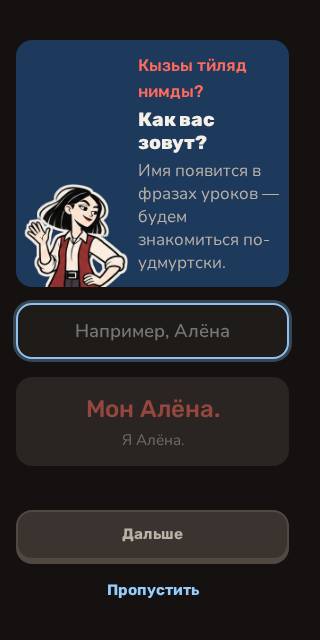 Кызьы тӥляд
нимды?
Как вас
зовут?
Имя появится в
фразах уроков —
будем
знакомиться по-
удмуртски.
Например, Алёна
Мон Алёна.
Я Алёна.
Дальше
Пропустить